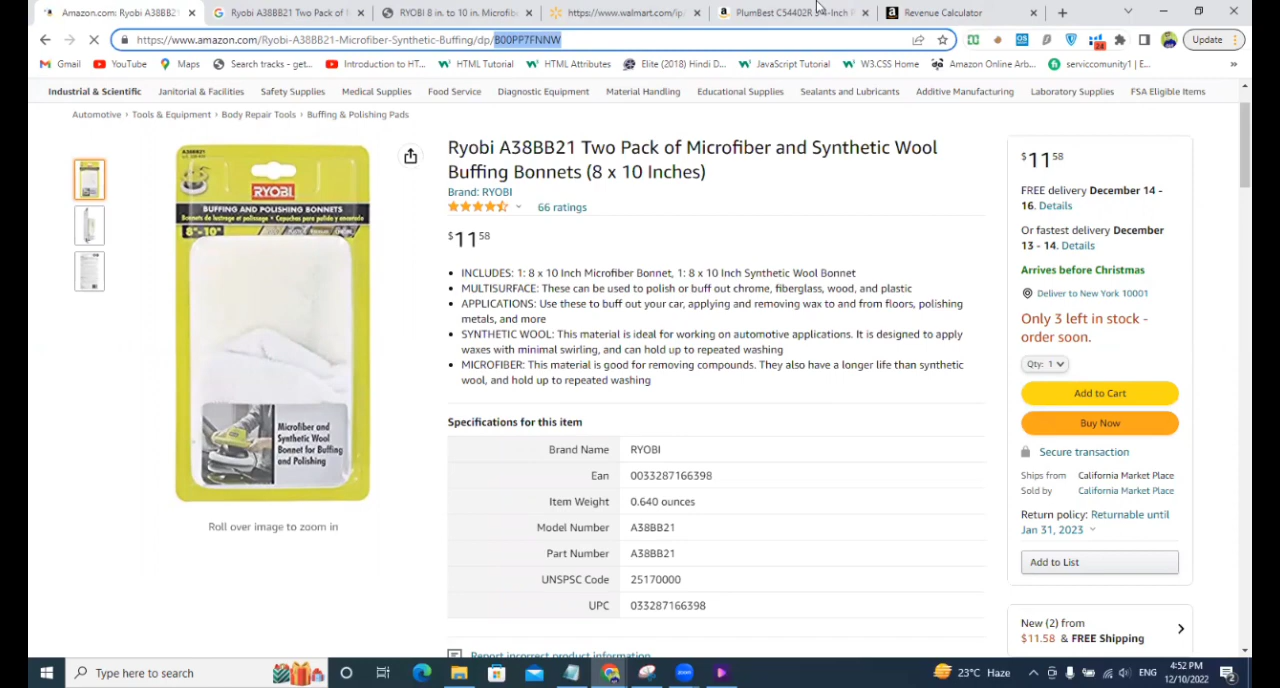 Amazon.com: Ryobi A38BB21
Ryobi A38BB21 Two Pack of
RYOBI 8 in. to 10 in. Microfib
https://www.walmart.com/ip
PlumBest C54402R
-Inch
Revenue Calculator
https://www.amazon.com/Ryobi-A38BB21-Microfiber-Synthetic-Buffing/dp/B00PP7FNNW
Update
Gmail
YouTube
Maps
Search tracks - get...
Introduction to HT...
HTML Tutorial
HTML Attributes
Elite (2018) Hindi D...
JavaScript Tutorial
W3.CSS Home
Amazon Online Arb...
serviccomunity1 | E...
Industrial & Scientific
Janitorial & Facilities
Safety Supplies
Medical Supplies
Food Service
Diagnostic Equipment
Material Handling
Educational Supplies
Sealants and Lubricants
Additive Manufacturing
Laboratory Supplies
FSA Eligible Items
Automotive › Tools & Equipment › Body Repair Tools › Buffing & Polishing Pads
A38BB21
RYOBI
BUFFING AND POLISHING BONNETS
8"-10"
Microfiber and
Synthetic Wool
Bonnet for Buffing
and Polishing
Roll over image to zoom in
Ryobi A38BB21 Two Pack of Microfiber and Synthetic Wool
Buffing Bonnets (8 x 10 Inches)
Brand: RYOBI
66 ratings
$11 58
• INCLUDES: 1: 8 x 10 Inch Microfiber Bonnet, 1: 8 x 10 Inch Synthetic Wool Bonnet
• MULTISURFACE: These can be used to polish or buff out chrome, fiberglass, wood, and plastic
• APPLICATIONS: Use these to buff out your car, applying and removing wax to and from floors, polishing
metals, and more
• SYNTHETIC WOOL: This material is ideal for working on automotive applications. It is designed to apply
waxes with minimal swirling, and can hold up to repeated washing
• MICROFIBER: This material is good for removing compounds. They also have a longer life than synthetic
wool, and hold up to repeated washing
Specifications for this item
Brand Name RYOBI
Ean 0033287166398
Item Weight 0.640 ounces
Model Number A38BB21
Part Number A38BB21
UNSPSC Code 25170000
UPC 033287166398
Report incorrect product information
$11 58
FREE delivery December 14 -
16. Details
Or fastest delivery December
13 - 14. Details
Arrives before Christmas
Deliver to New York 10001
Only 3 left in stock -
order soon.
Qty: 1
Add to Cart
Buy Now
Secure transaction
Ships from California Market Place
Sold by California Market Place
Return policy: Returnable until
Jan 31, 2023
Add to List
New (2) from
$11.58 & FREE Shipping
Type here to search
zoom
23°C Haze
ENG
4:52 PM
12/10/2022
2